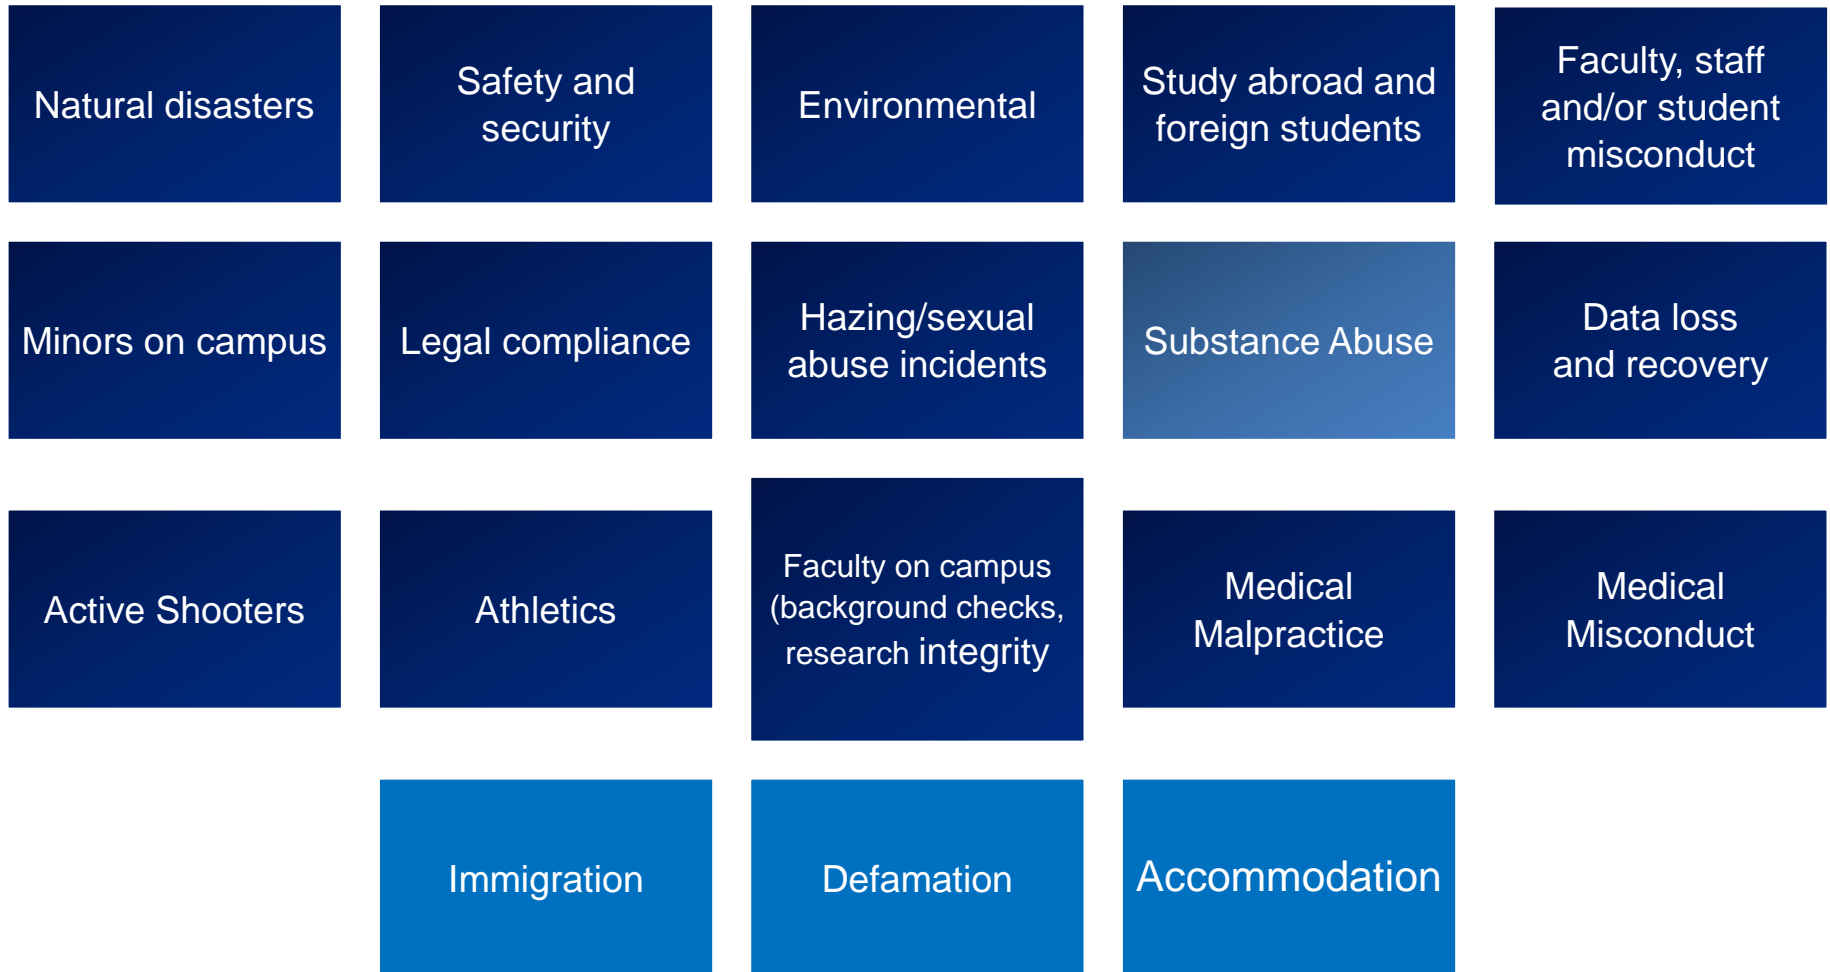 Natural disasters
Safety and
security
Environmental
Study abroad and
foreign students
Faculty, staff
and/or student
misconduct
Minors on campus
Legal compliance
Hazing/sexual
abuse incidents
Substance Abuse
Data loss
and recovery
Active Shooters
Athletics
Faculty on campus
(background checks,
research integrity
Medical
Malpractice
Medical
Misconduct
Immigration
Defamation
Accommodation